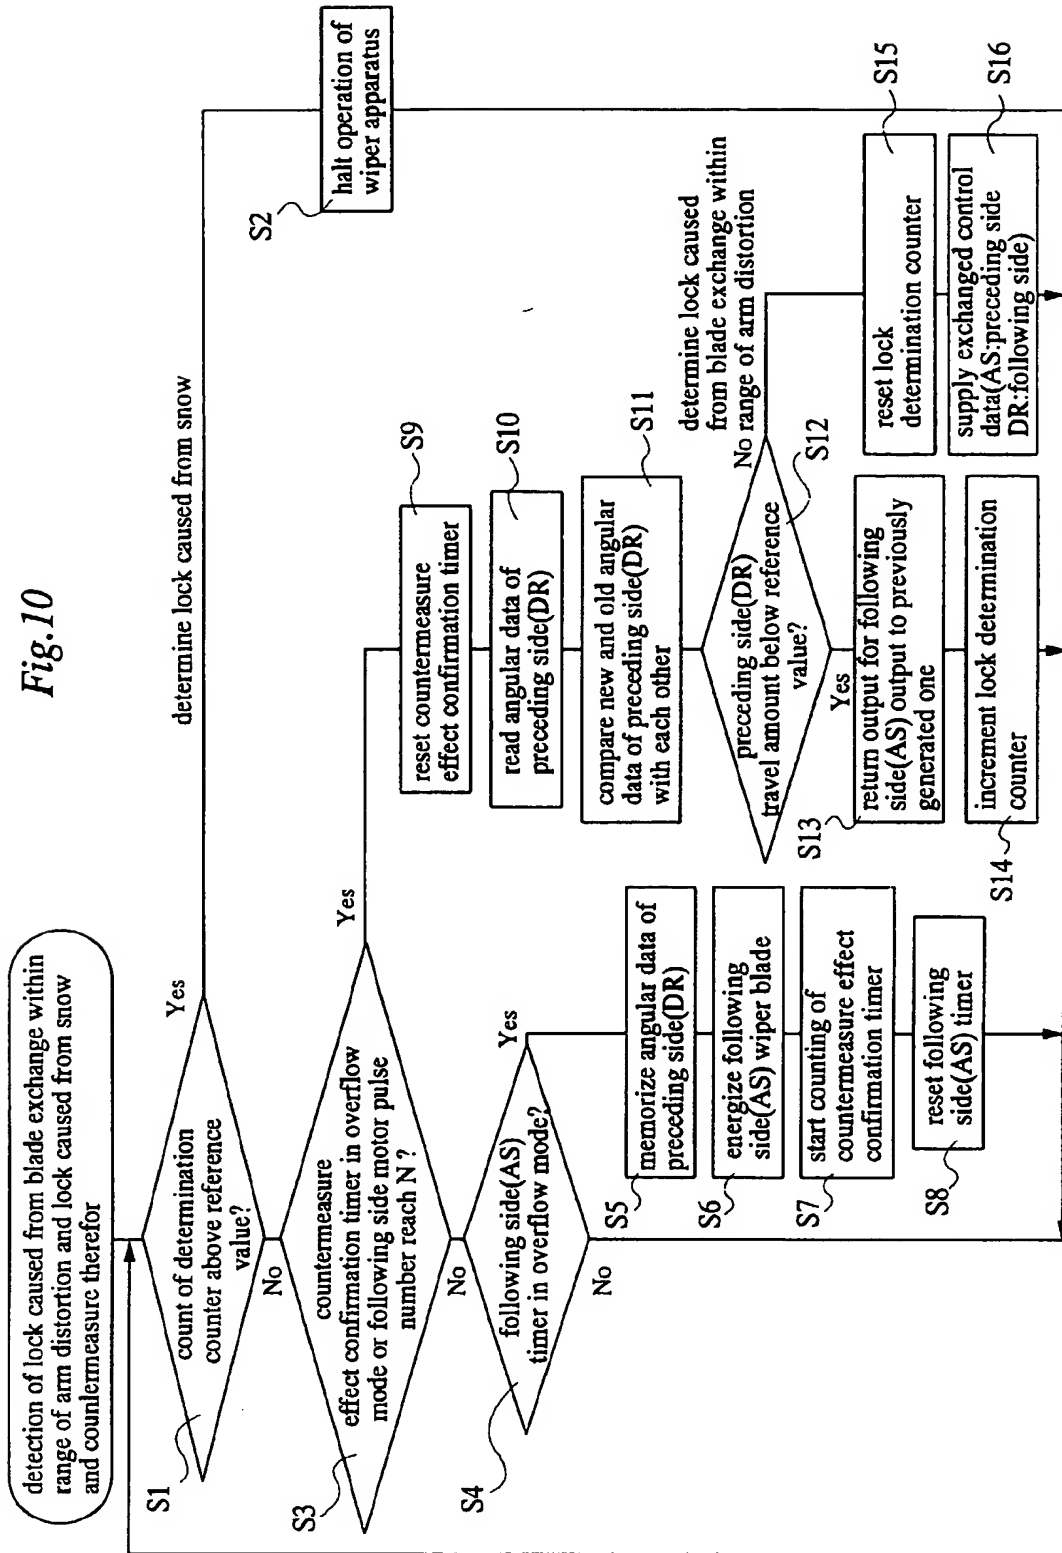 Fig.10
detection of lock caused from blade exchange within
range of arm distortion and lock caused from snow
and counlermeasure therefor
S1
count of determination
counter above reference
value?
Yes
determine lock caused from snow
S2
halt operation of
wiper apparatus
No
S3
countermeasure
effect confirmation timer in overflow
mode or following side motor pulse
number reach N ?
Yes
No
S4
following side(AS)
timer in overflow mode?
Yes
No
S5
memorize angular data of
preceding side(DR)
S6
energize following
side(AS) wiper blade
S7
start counting of
countermeasure effect
confirmation timer
S8
reset following
side(AS) timer
S9
reset countermeasure
effect confirmation timer
S10
read angular data of
preceding side(DR)
S11
compare new and old angular
data of preceding side(DR)
with each other
S12
preceding side(DR)
travel amount below reference
value?
Yes
No
determine lock caused
from blade exchange within
range of arm distortion
S13
return output for following
side(AS) output to previously
generated one
S14
increment lock determination
counter
S15
reset lock
determination counter
S16
supply exchanged control
data(AS:preceding side
DR:following side)